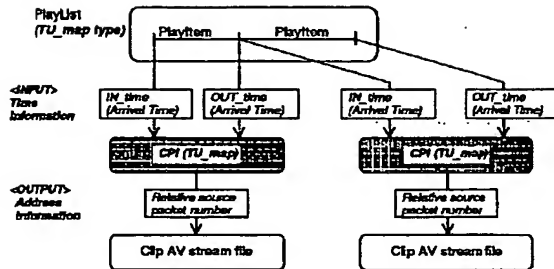 PlayList
(TU_map type)
PlayItem
PlayItem
<INPUT>
Time
Information
IN_time
(Arrival Time)
OUT_time
(Arrival Time)
IN_time
(Arrival Time)
OUT_time
(Arrival Time)
CPI (TU_map)
CPI (TU_map)
<OUTPUT>
Address
Information
Relative source
packet number
Relative source
packet number
Clip AV stream file
Clip AV stream file